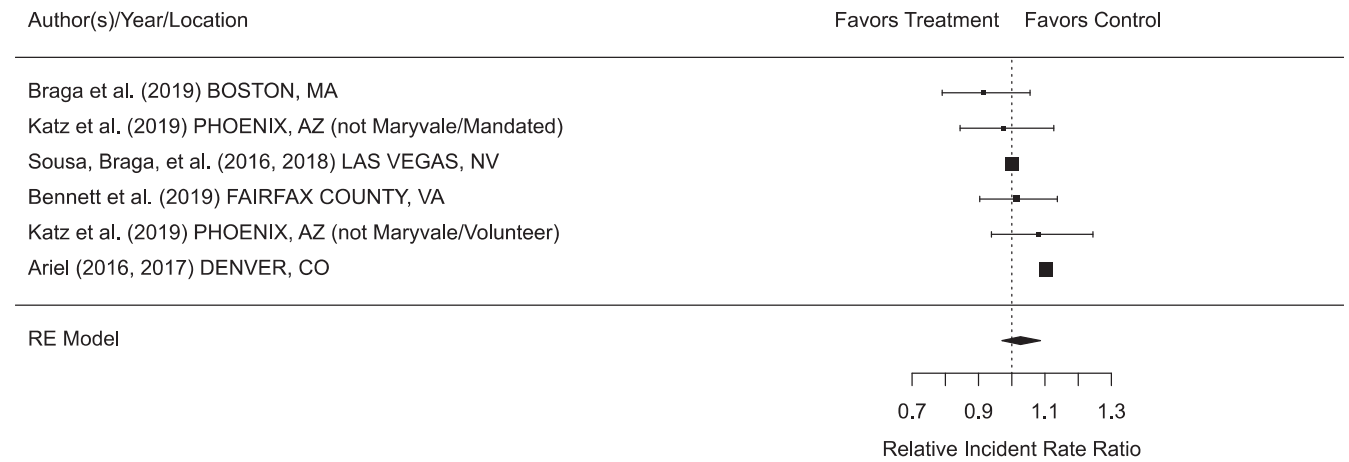 Author(s)/Year/Location Favors Treatment Favors Control
Braga et al. (2019) BOSTON, MA
Katz et al. (2019) PHOENIX, AZ (not Maryvale/Mandated)
Sousa, Braga, et al. (2016, 2018) LAS VEGAS, NV
Bennett et al. (2019) FAIRFAX COUNTY, VA
Katz et al. (2019) PHOENIX, AZ (not Maryvale/Volunteer)
Ariel (2016, 2017) DENVER, CO
RE Model
0.7 0.9 1.1 1.3
Relative Incident Rate Ratio